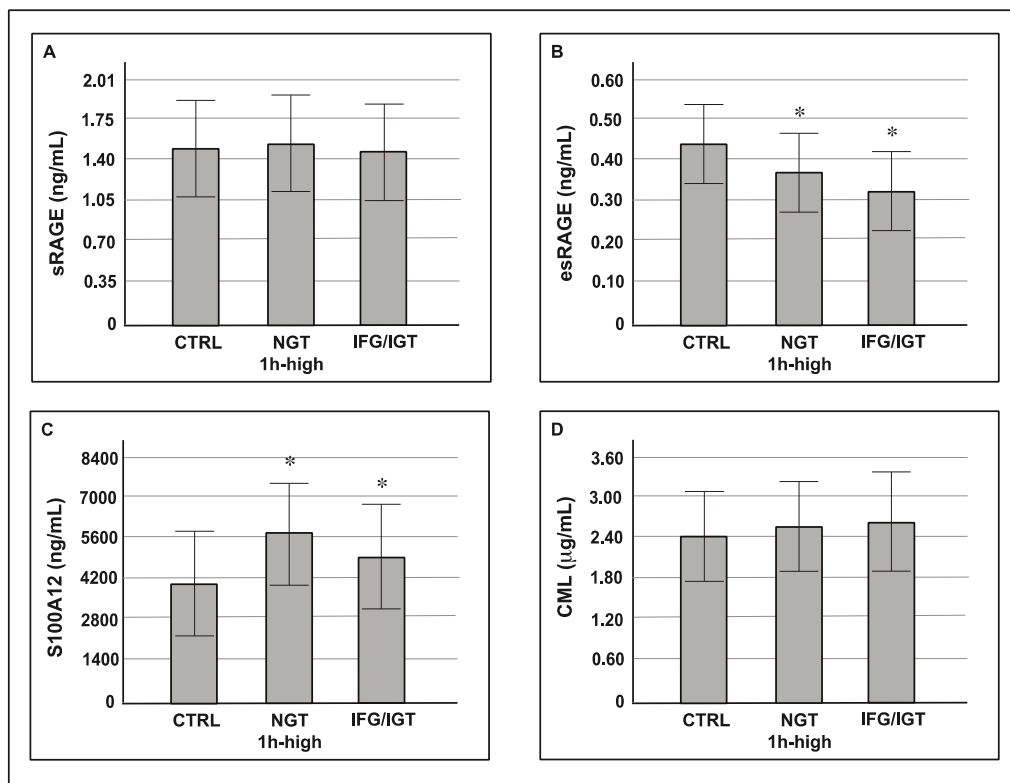 A
sRAGE (ng/mL)
2.01
1.75
1.40
1.05
0.70
0.35
0
CTRL NGT IFG/IGT
1h-high
B
esRAGE (ng/mL)
0.60
0.50
0.40
0.30
0.20
0.10
0
* *
CTRL NGT IFG/IGT
1h-high
C
S100A12 (ng/mL)
8400
7000
5600
4200
2800
1400
0
* *
CTRL NGT IFG/IGT
1h-high
D
CML (μg/mL)
3.60
3.00
2.40
1.80
1.20
0.60
0
CTRL NGT IFG/IGT
1h-high